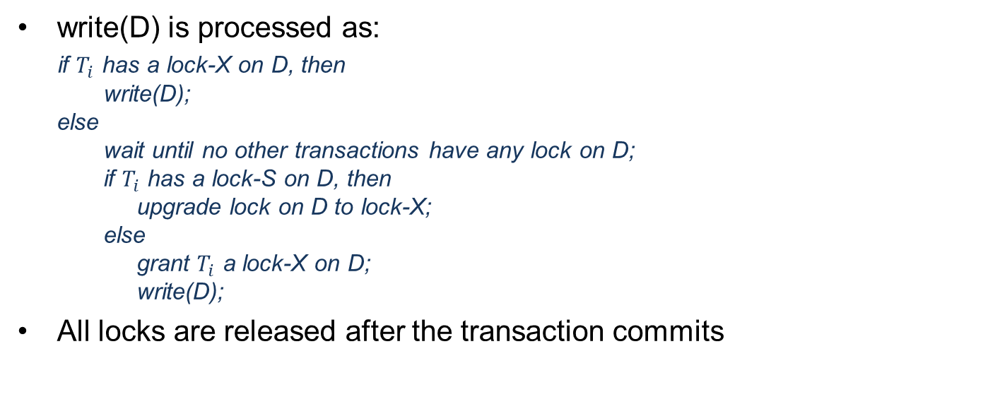 • write(D) is processed as:
if Tᵢ has a lock-X on D, then
write(D);
else
wait until no other transactions have any lock on D;
if Tᵢ has a lock-S on D, then
upgrade lock on D to lock-X;
else
grant Tᵢ a lock-X on D;
write(D);
• All locks are released after the transaction commits